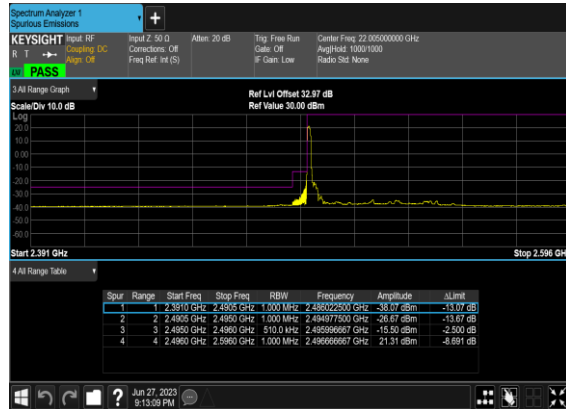 Spectrum Analyzer 1
Spurious Emissions
+
KEYSIGHT Input: RF Input Z: 50 Ω Atten: 20 dB Trig: Free Run Center Freq: 22.005000000 GHz
R T Coupling: DC Corrections: Off Gate: Off Avg|Hold: 1000/1000
Align: Off Freq Ref: Int (S) IF Gain: Low Radio Std: None
PASS
3 All Range Graph
Ref Lvl Offset 32.97 dB
Scale/Div 10.0 dB Ref Value 30.00 dBm
Log
20.0
10.0
0.00
-10.0
-20.0
-30.0
-40.0
-50.0
-60.0
Start 2.391 GHz Stop 2.596 GH
4 All Range Table
Spur Range Start Freq Stop Freq RBW Frequency Amplitude ΔLimit
1 1 2.3910 GHz 2.4905 GHz 1.000 MHz 2.486022500 GHz -38.07 dBm -13.07 dB
2 2 2.4905 GHz 2.4950 GHz 1.000 MHz 2.494977500 GHz -26.67 dBm -13.67 dB
3 3 2.4950 GHz 2.4960 GHz 510.0 kHz 2.495996667 GHz -15.50 dBm -2.500 dB
4 4 2.4960 GHz 2.5960 GHz 1.000 MHz 2.496666667 GHz 21.31 dBm -8.691 dB
?
Jun 27, 2023
9:13:09 PM